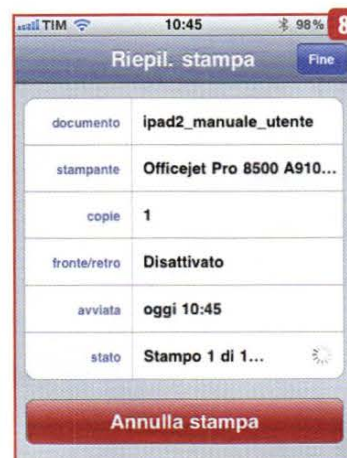 TIM 10:45 98% 8
Riepil. stampa Fine
documento ipad2_manuale_utente
stampante Officejet Pro 8500 A910...
copie 1
fronte/retro Disattivato
avviata oggi 10:45
stato Stampo 1 di 1...
Annulla stampa